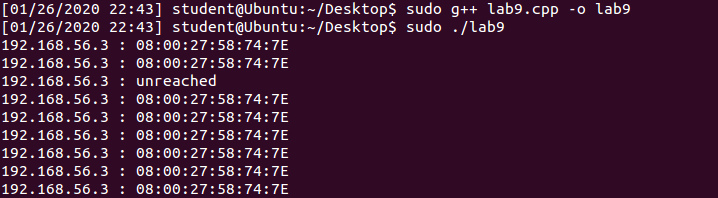 [01/26/2020 22:43] student@Ubuntu:~/Desktop$ sudo g++ lab9.cpp -o lab9
[01/26/2020 22:43] student@Ubuntu:~/Desktop$ sudo ./lab9
192.168.56.3 : 08:00:27:58:74:7E
192.168.56.3 : 08:00:27:58:74:7E
192.168.56.3 : unreached
192.168.56.3 : 08:00:27:58:74:7E
192.168.56.3 : 08:00:27:58:74:7E
192.168.56.3 : 08:00:27:58:74:7E
192.168.56.3 : 08:00:27:58:74:7E
192.168.56.3 : 08:00:27:58:74:7E
192.168.56.3 : 08:00:27:58:74:7E